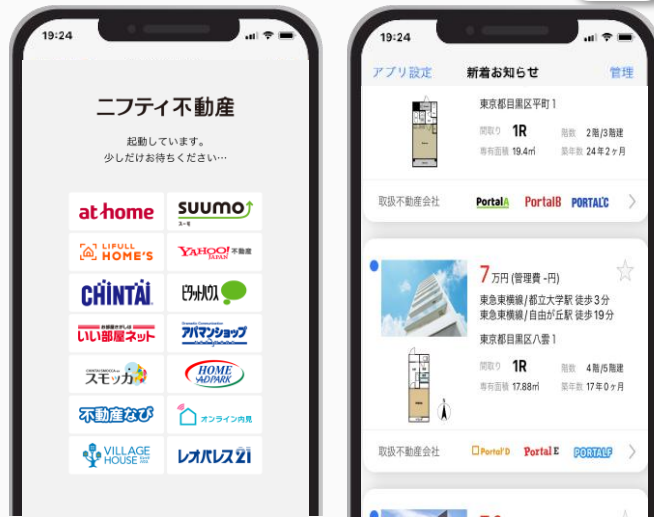 19:24
ニフティ不動産
起動しています。
少しだけお待ちください…
at home
suumo
スーモ
LIFULL
HOME'S
YAHOO! 不動産
JAPAN
CHINTAI
ピタットハウス
いい部屋ネット
アパマンショップ
スモッカ
HOME
ADPARK
不動産なび
オンライン内見
VILLAGE
HOUSE
レオパレス21
19:24
アプリ設定
新着お知らせ
管理
東京都目黒区平町1
間取り 1R 階数 2階/3階建
専有面積 19.4㎡ 築年数 24年2ヶ月
取扱不動産会社 PortalA PortalB PORTAL'C
7万円 (管理費 -円)
東急東横線/都立大学駅 徒歩3分
東急東横線/自由が丘駅 徒歩19分
東京都目黒区八雲1
間取り 1R 階数 4階/5階建
専有面積 17.88㎡ 築年数 17年0ヶ月
取扱不動産会社 Portal'D Portal E PORTALF